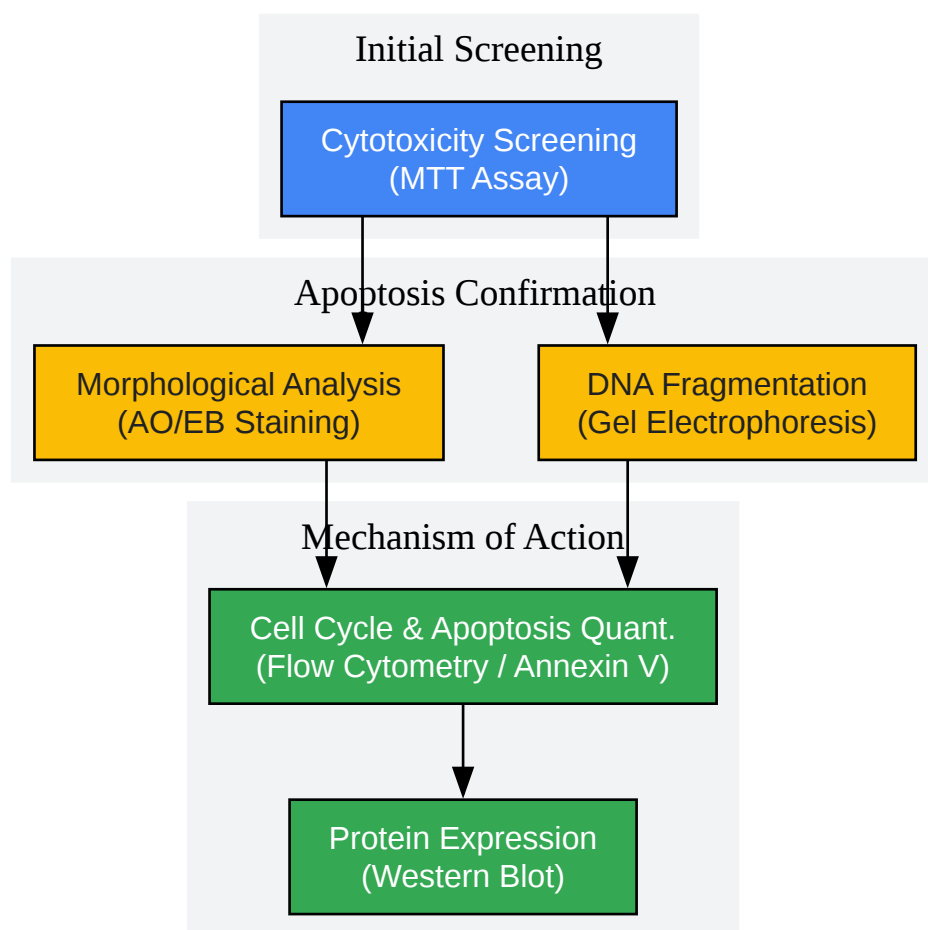 Initial Screening
Cytotoxicity Screening
(MTT Assay)
Apoptosis Confirmation
Morphological Analysis
(AO/EB Staining)
DNA Fragmentation
(Gel Electrophoresis)
Mechanism of Action
Cell Cycle & Apoptosis Quant.
(Flow Cytometry / Annexin V)
Protein Expression
(Western Blot)